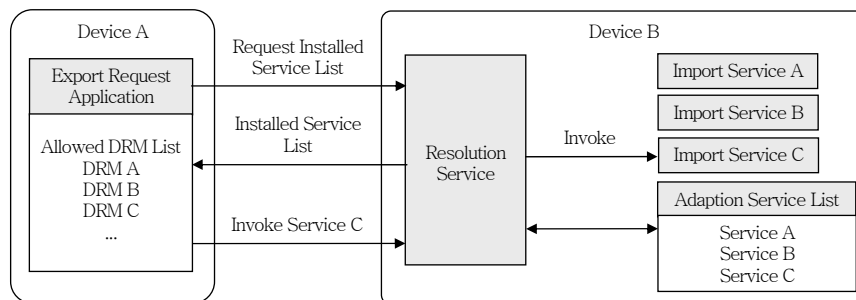 Device A
Export Request
Application
Allowed DRM List
DRM A
DRM B
DRM C
...
Request Installed
Service List
Installed Service
List
Invoke Service C
Device B
Resolution
Service
Invoke
Import Service A
Import Service B
Import Service C
Adaption Service List
Service A
Service B
Service C